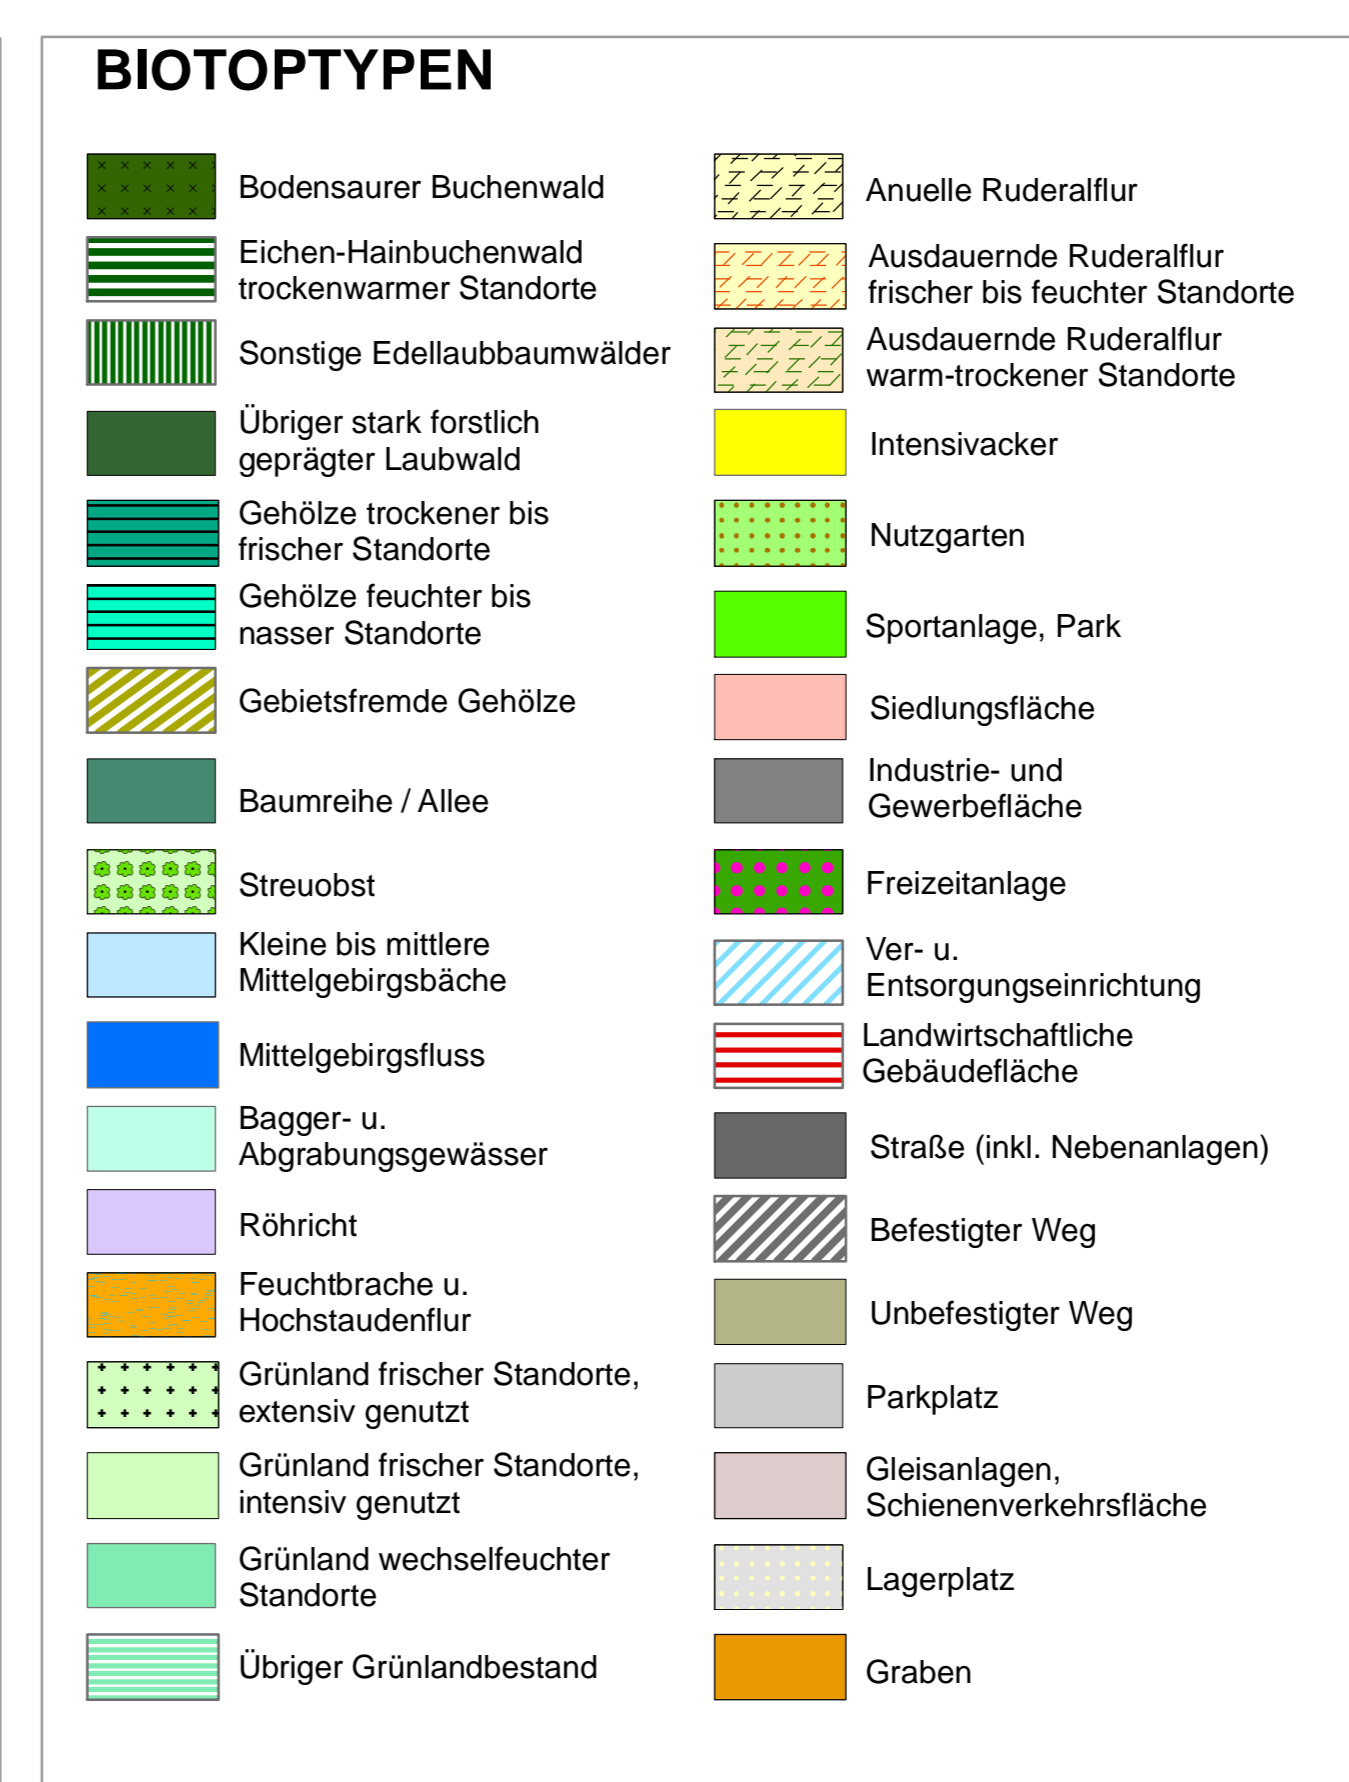 BIOTOPTYPEN
Bodensaurer Buchenwald
Eichen-Hainbuchenwald
trockenwarmer Standorte
Sonstige Edellaubbaumwälder
Übriger stark forstlich
geprägter Laubwald
Gehölze trockener bis
frischer Standorte
Gehölze feuchter bis
nasser Standorte
Gebietsfremde Gehölze
Baumreihe / Allee
Streuobst
Kleine bis mittlere
Mittelgebirgsbäche
Mittelgebirgsfluss
Bagger- u.
Abgrabungsgewässer
Röhricht
Feuchtbrache u.
Hochstaudenflur
Grünland frischer Standorte,
extensiv genutzt
Grünland frischer Standorte,
intensiv genutzt
Grünland wechselfeuchter
Standorte
Übriger Grünlandbestand
Anuelle Ruderalflur
Ausdauernde Ruderalflur
frischer bis feuchter Standorte
Ausdauernde Ruderalflur
warm-trockener Standorte
Intensivacker
Nutzgarten
Sportanlage, Park
Siedlungsfläche
Industrie- und
Gewerbefläche
Freizeitanlage
Ver- u.
Entsorgungseinrichtung
Landwirtschaftliche
Gebäudefläche
Straße (inkl. Nebenanlagen)
Befestigter Weg
Unbefestigter Weg
Parkplatz
Gleisanlagen,
Schienenverkehrsfläche
Lagerplatz
Graben